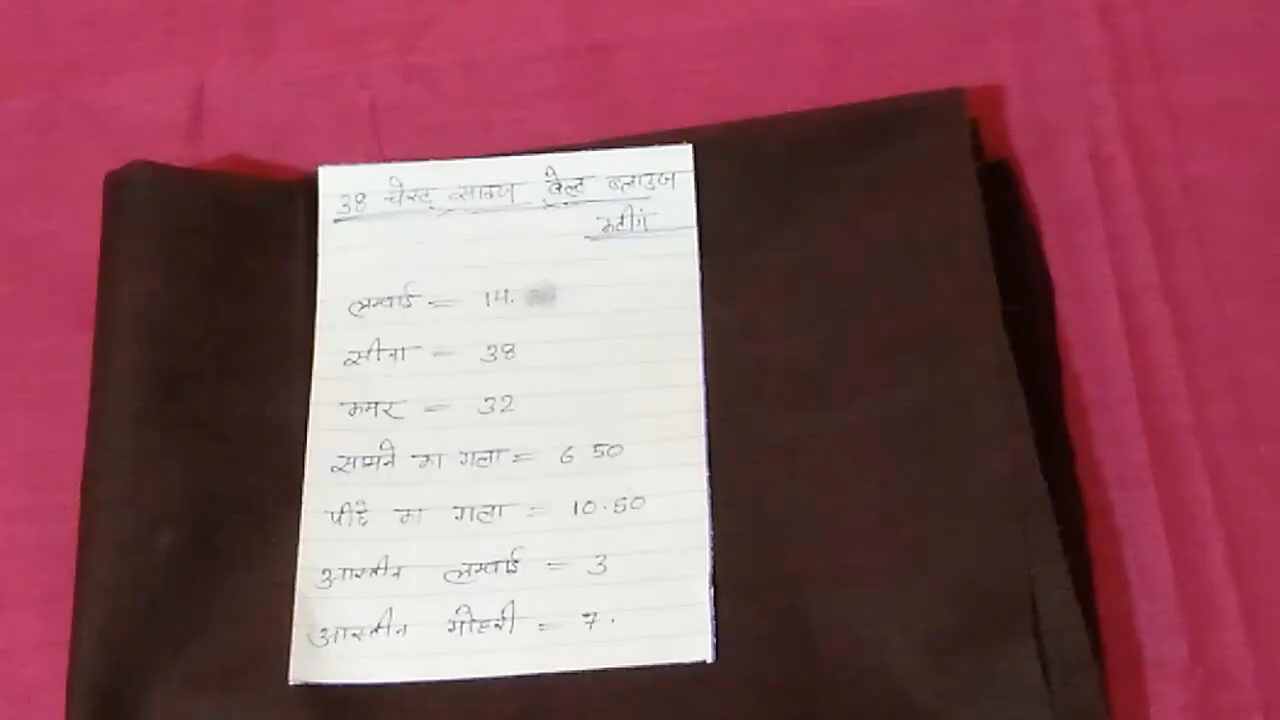 38 चेस्ट साइज बेल्ट ब्लाउज
कटींग
लम्बाई = 14.
सीना = 38
कमर = 32
सामने का गला = 6 50
पीछे का गला = 10.50
आस्तीन लम्बाई = 3
आस्तीन मोहरी = 7.